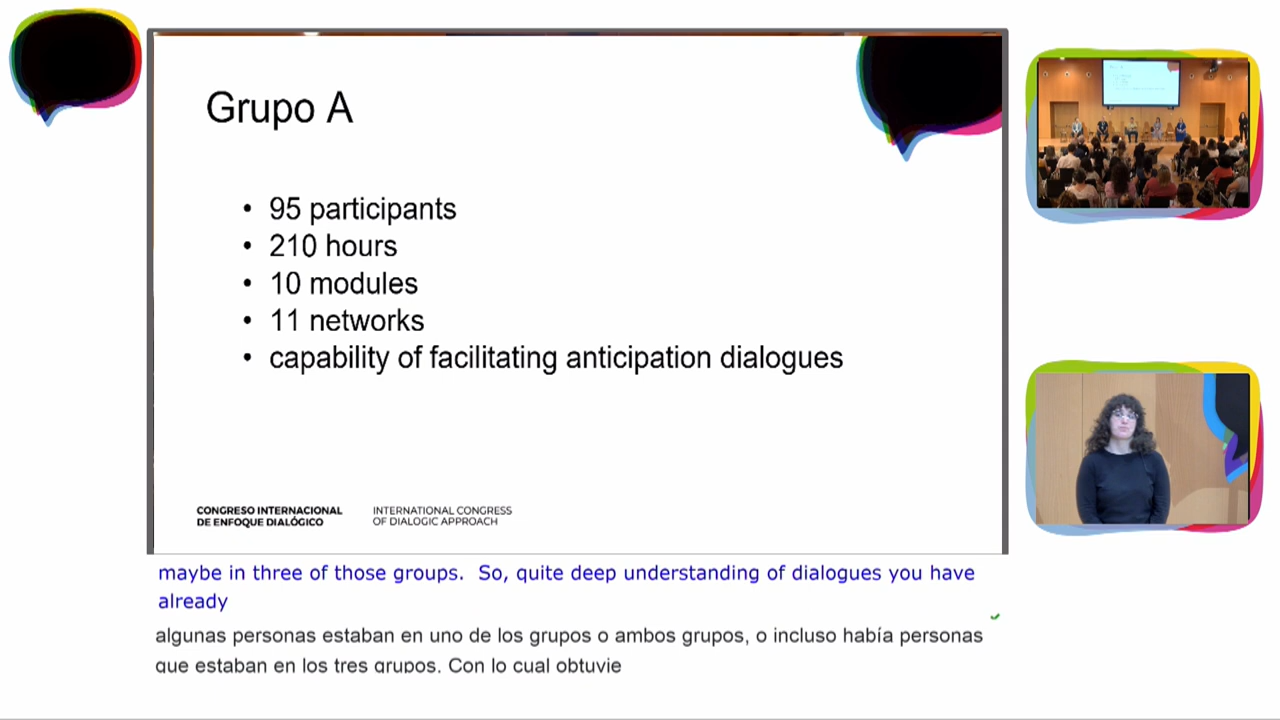 Grupo A
• 95 participants
• 210 hours
• 10 modules
• 11 networks
• capability of facilitating anticipation dialogues
CONGRESO INTERNACIONAL
DE ENFOQUE DIALÓGICO
INTERNATIONAL CONGRESS
OF DIALOGIC APPROACH
maybe in three of those groups.  So, quite deep understanding of dialogues you have
already
algunas personas estaban en uno de los grupos o ambos grupos, o incluso había personas
que estaban en los tres grupos. Con lo cual obtuvie